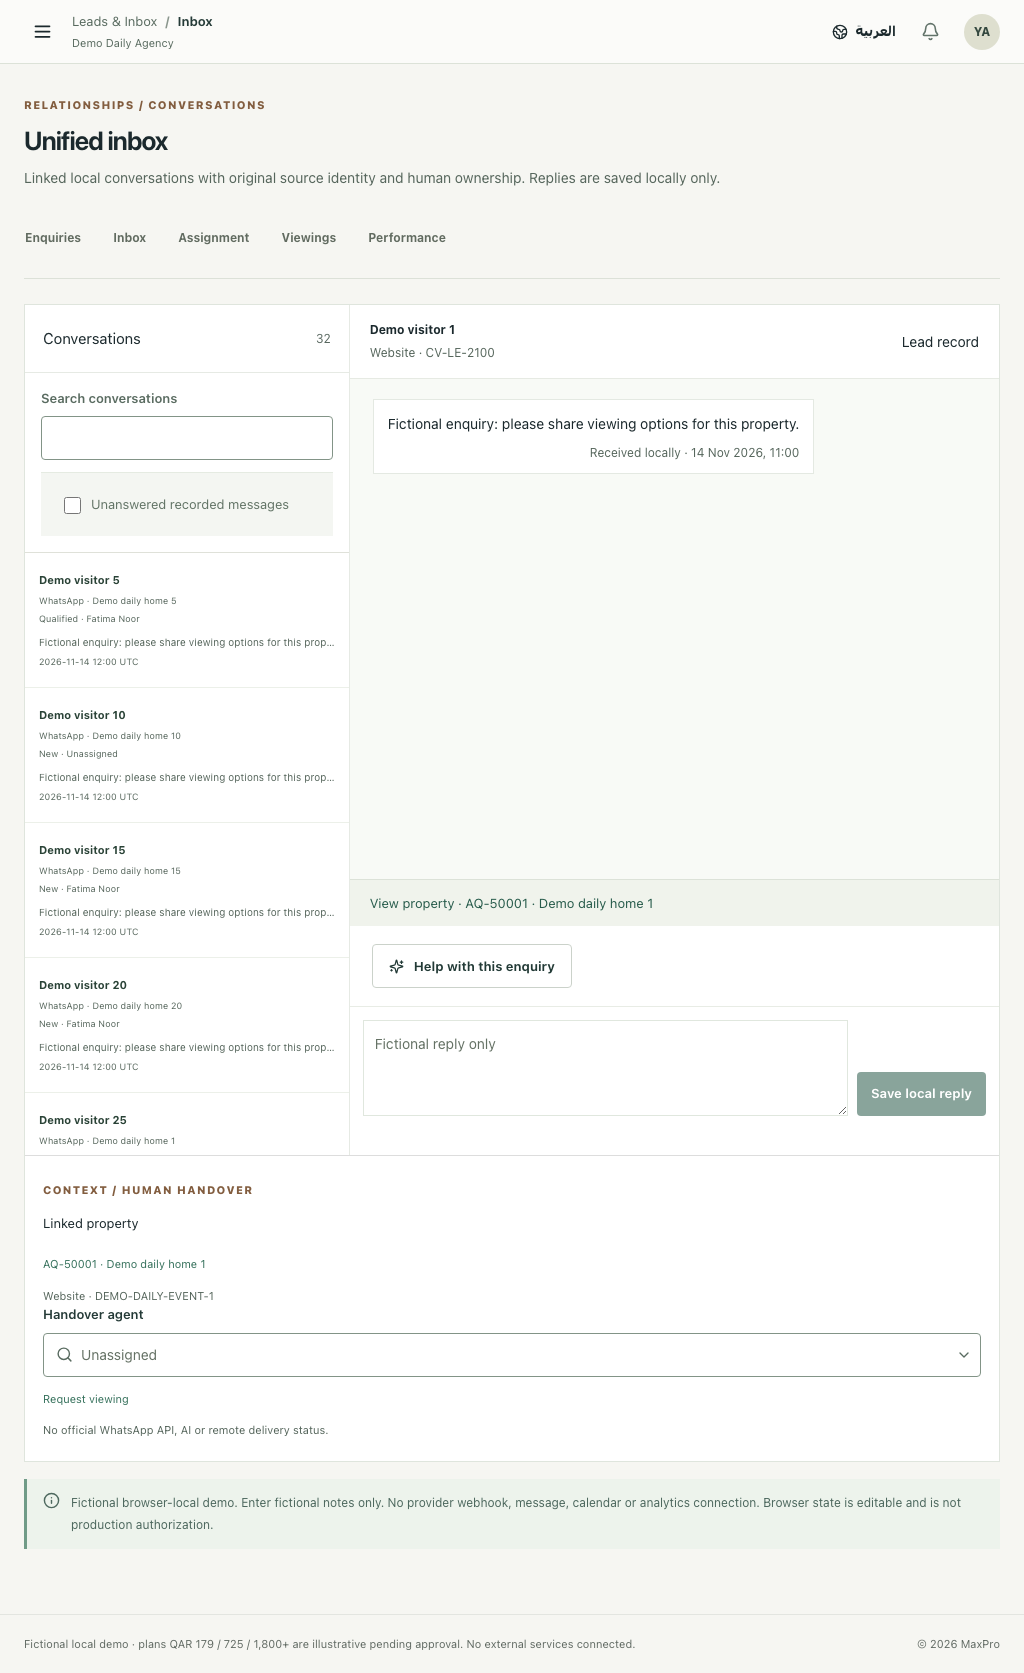 Leads & Inbox / Inbox
Demo Daily Agency
العربية
YA
RELATIONSHIPS / CONVERSATIONS
Unified inbox
Linked local conversations with original source identity and human ownership. Replies are saved locally only.
Enquiries Inbox Assignment Viewings Performance
Conversations 32
Search conversations
Unanswered recorded messages
Demo visitor 5
WhatsApp · Demo daily home 5
Qualified · Fatima Noor
Fictional enquiry: please share viewing options for this prop...
2026-11-14 12:00 UTC
Demo visitor 10
WhatsApp · Demo daily home 10
New · Unassigned
Fictional enquiry: please share viewing options for this prop...
2026-11-14 12:00 UTC
Demo visitor 15
WhatsApp · Demo daily home 15
New · Fatima Noor
Fictional enquiry: please share viewing options for this prop...
2026-11-14 12:00 UTC
Demo visitor 20
WhatsApp · Demo daily home 20
New · Fatima Noor
Fictional enquiry: please share viewing options for this prop...
2026-11-14 12:00 UTC
Demo visitor 25
WhatsApp · Demo daily home 1
Demo visitor 1
Website · CV-LE-2100
Lead record
Fictional enquiry: please share viewing options for this property.
Received locally · 14 Nov 2026, 11:00
View property · AQ-50001 · Demo daily home 1
Help with this enquiry
Fictional reply only
Save local reply
CONTEXT / HUMAN HANDOVER
Linked property
AQ-50001 · Demo daily home 1
Website · DEMO-DAILY-EVENT-1
Handover agent
Unassigned
Request viewing
No official WhatsApp API, AI or remote delivery status.
Fictional browser-local demo. Enter fictional notes only. No provider webhook, message, calendar or analytics connection. Browser state is editable and is not
production authorization.
Fictional local demo · plans QAR 179 / 725 / 1,800+ are illustrative pending approval. No external services connected.
© 2026 MaxPro